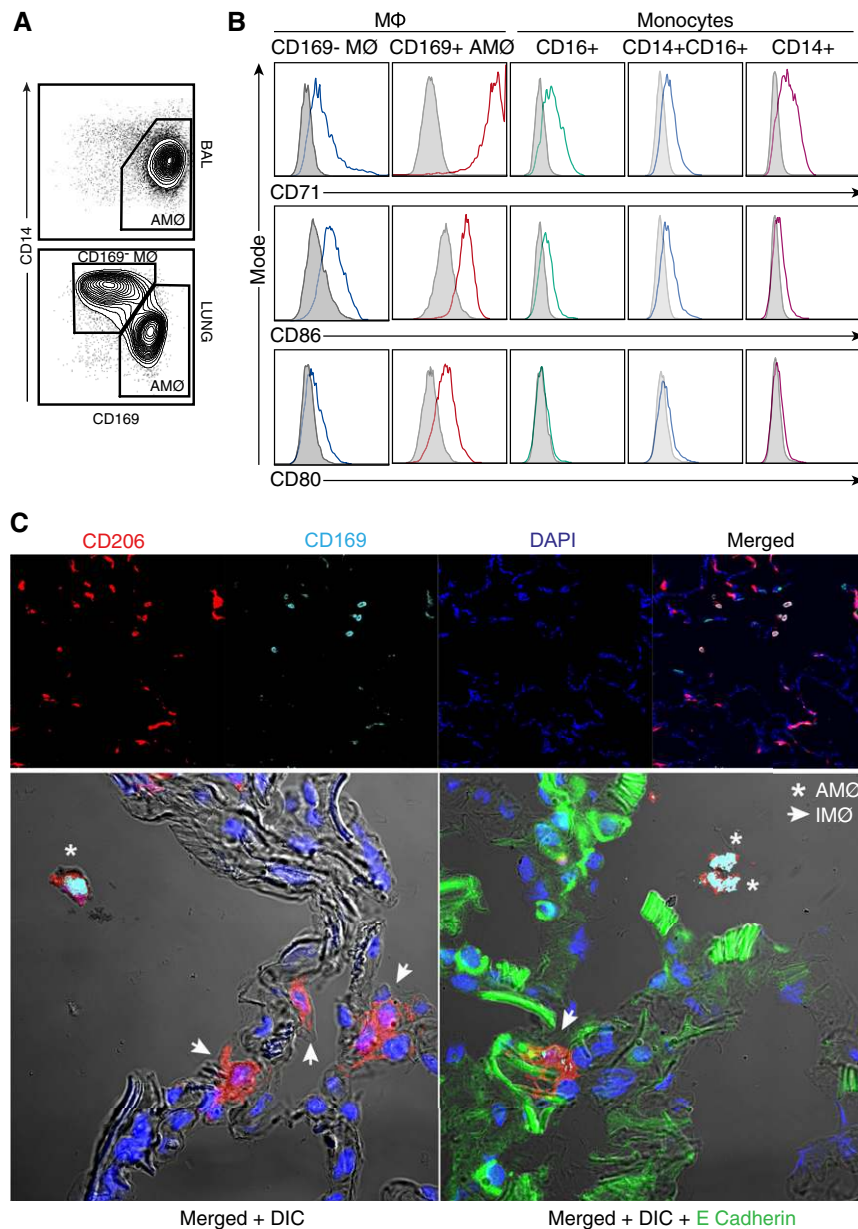 A
CD14
BAL
AMØ
CD169⁻ MØ
LUNG
AMØ
CD169
B
MΦ
Monocytes
CD169- MØ
CD169+ AMØ
CD16+
CD14+CD16+
CD14+
Mode
CD71
CD86
CD80
C
CD206
CD169
DAPI
Merged
*
* AMØ
IMØ
*
*
Merged + DIC
Merged + DIC + E Cadherin